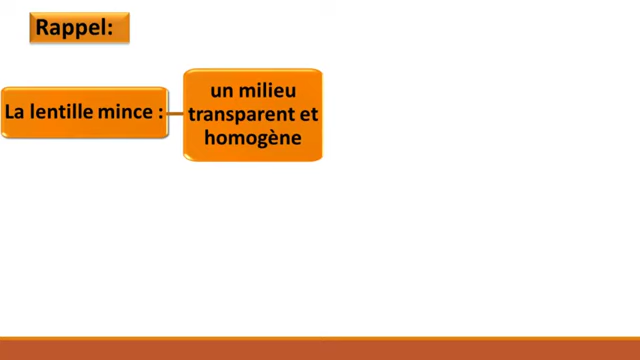 Rappel:
La lentille mince :
un milieu
transparent et
homogène